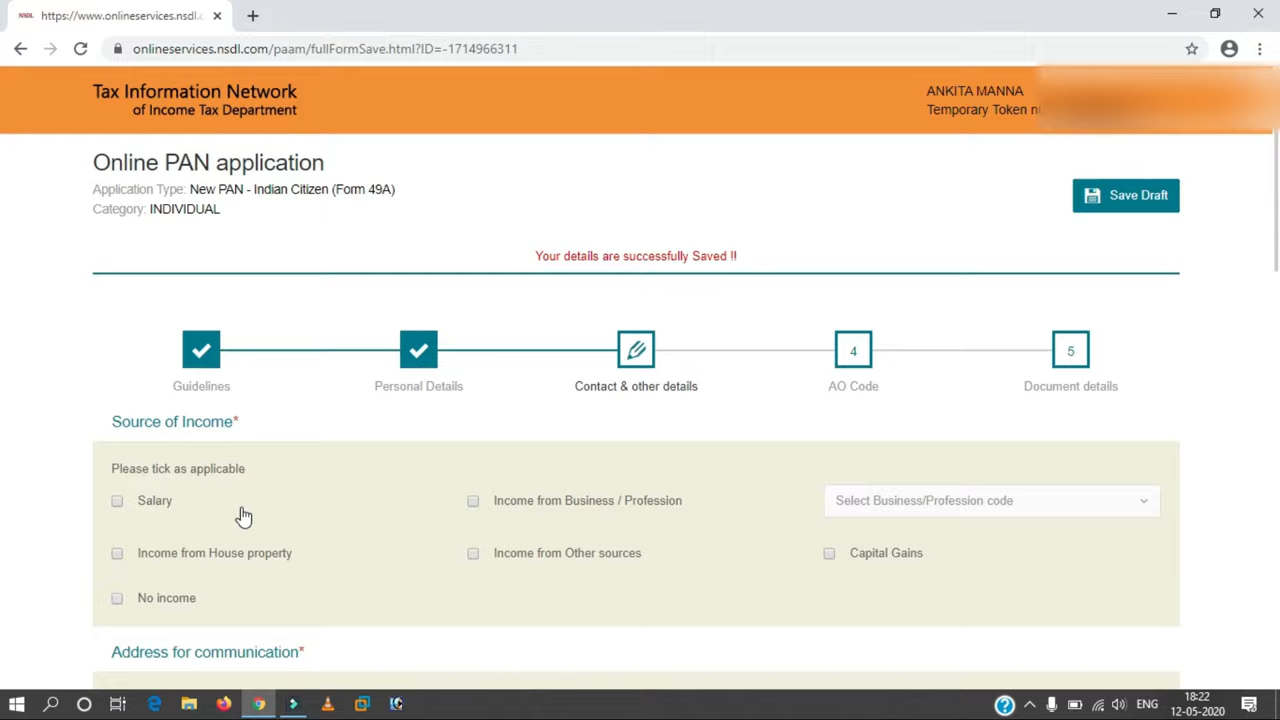 NSDL https://www.onlineservices.nsdl.c
onlineservices.nsdl.com/paam/fullFormSave.html?ID=-1714966311
Tax Information Network
of Income Tax Department
ANKITA MANNA
Temporary Token
Online PAN application
Application Type: New PAN - Indian Citizen (Form 49A)
Category: INDIVIDUAL
Save Draft
Your details are successfully Saved !!
4
5
Guidelines
Personal Details
Contact & other details
AO Code
Document details
Source of Income*
Please tick as applicable
Salary
Income from Business / Profession
Select Business/Profession code
Income from House property
Income from Other sources
Capital Gains
No income
Address for communication*
ENG
18:22
12-05-2020